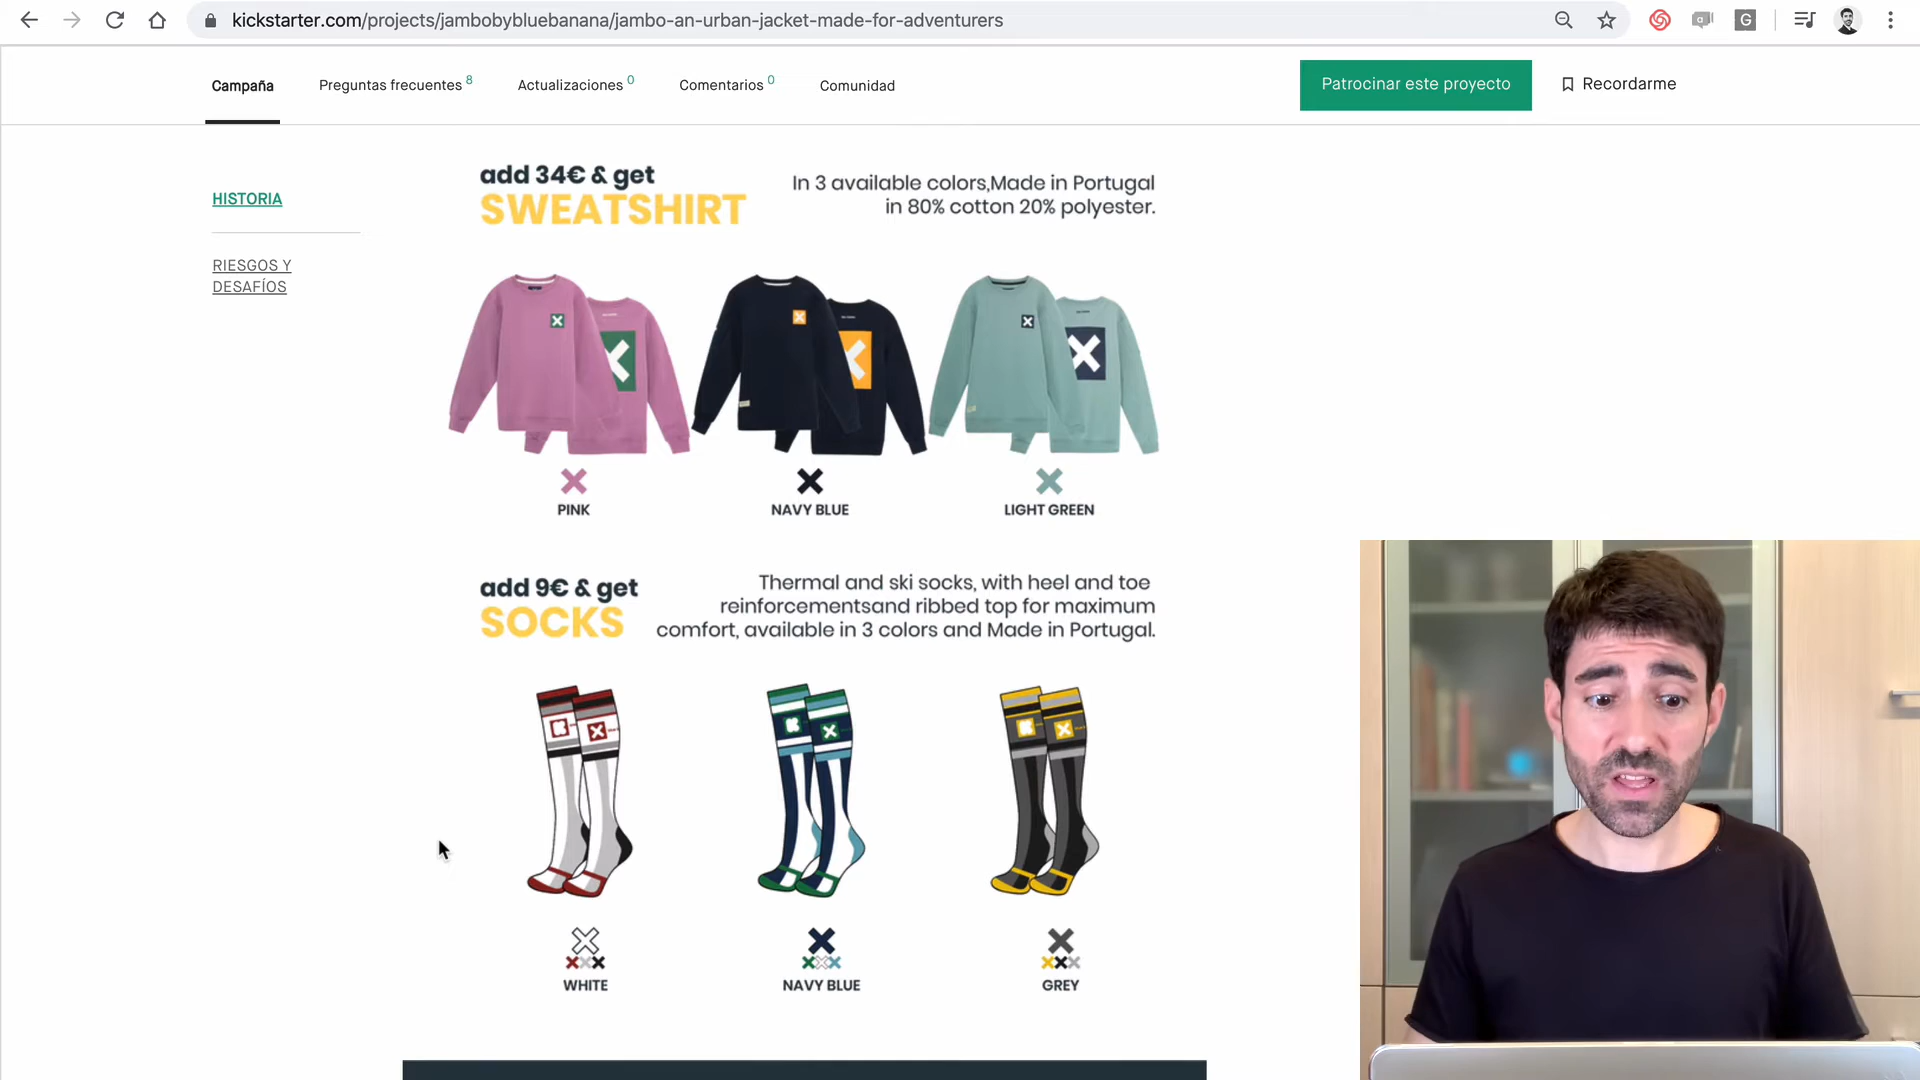 kickstarter.com/projects/jambobybluebanana/jambo-an-urban-jacket-made-for-adventurers
G
Campaña
Preguntas frecuentes 8
Actualizaciones 0
Comentarios 0
Comunidad
Patrocinar este proyecto
Recordarme
HISTORIA
RIESGOS Y
DESAFÍOS
add 34€ & get
SWEATSHIRT
In 3 available colors,Made in Portugal
in 80% cotton 20% polyester.
PINK
NAVY BLUE
LIGHT GREEN
add 9€ & get
SOCKS
Thermal and ski socks, with heel and toe
reinforcementsand ribbed top for maximum
comfort, available in 3 colors and Made in Portugal.
WHITE
NAVY BLUE
GREY